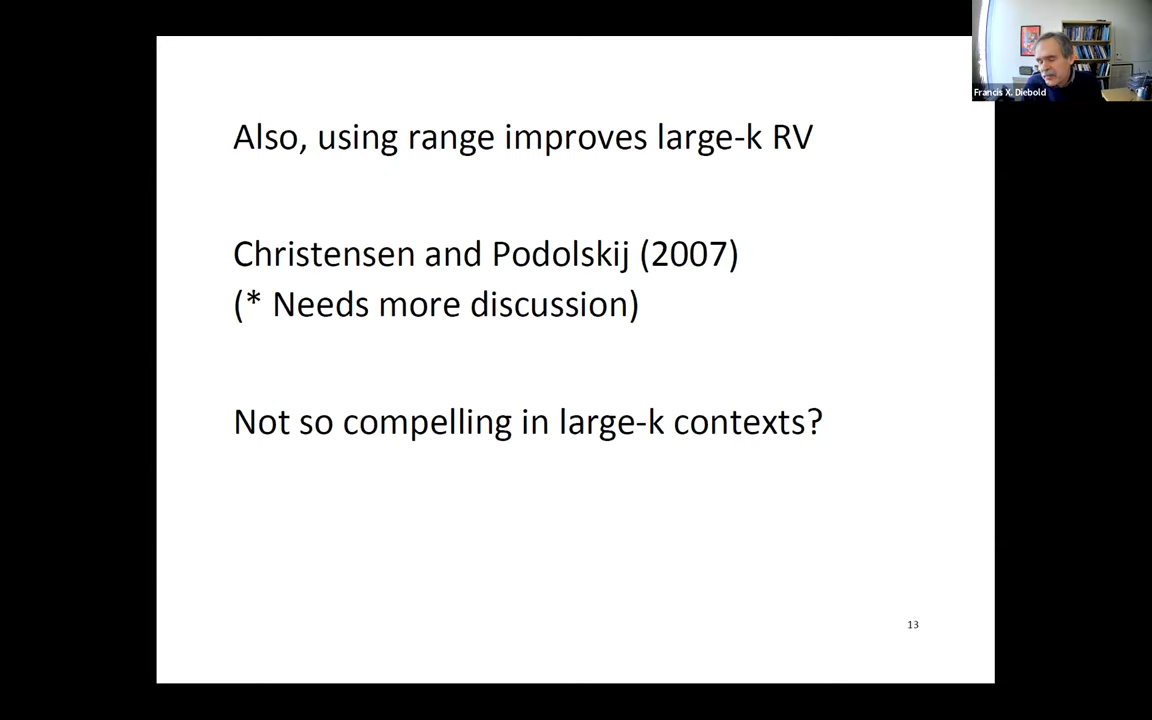 Francis X. Diebold
Also, using range improves large-k RV
Christensen and Podolskij (2007)
(* Needs more discussion)
Not so compelling in large-k contexts?
13